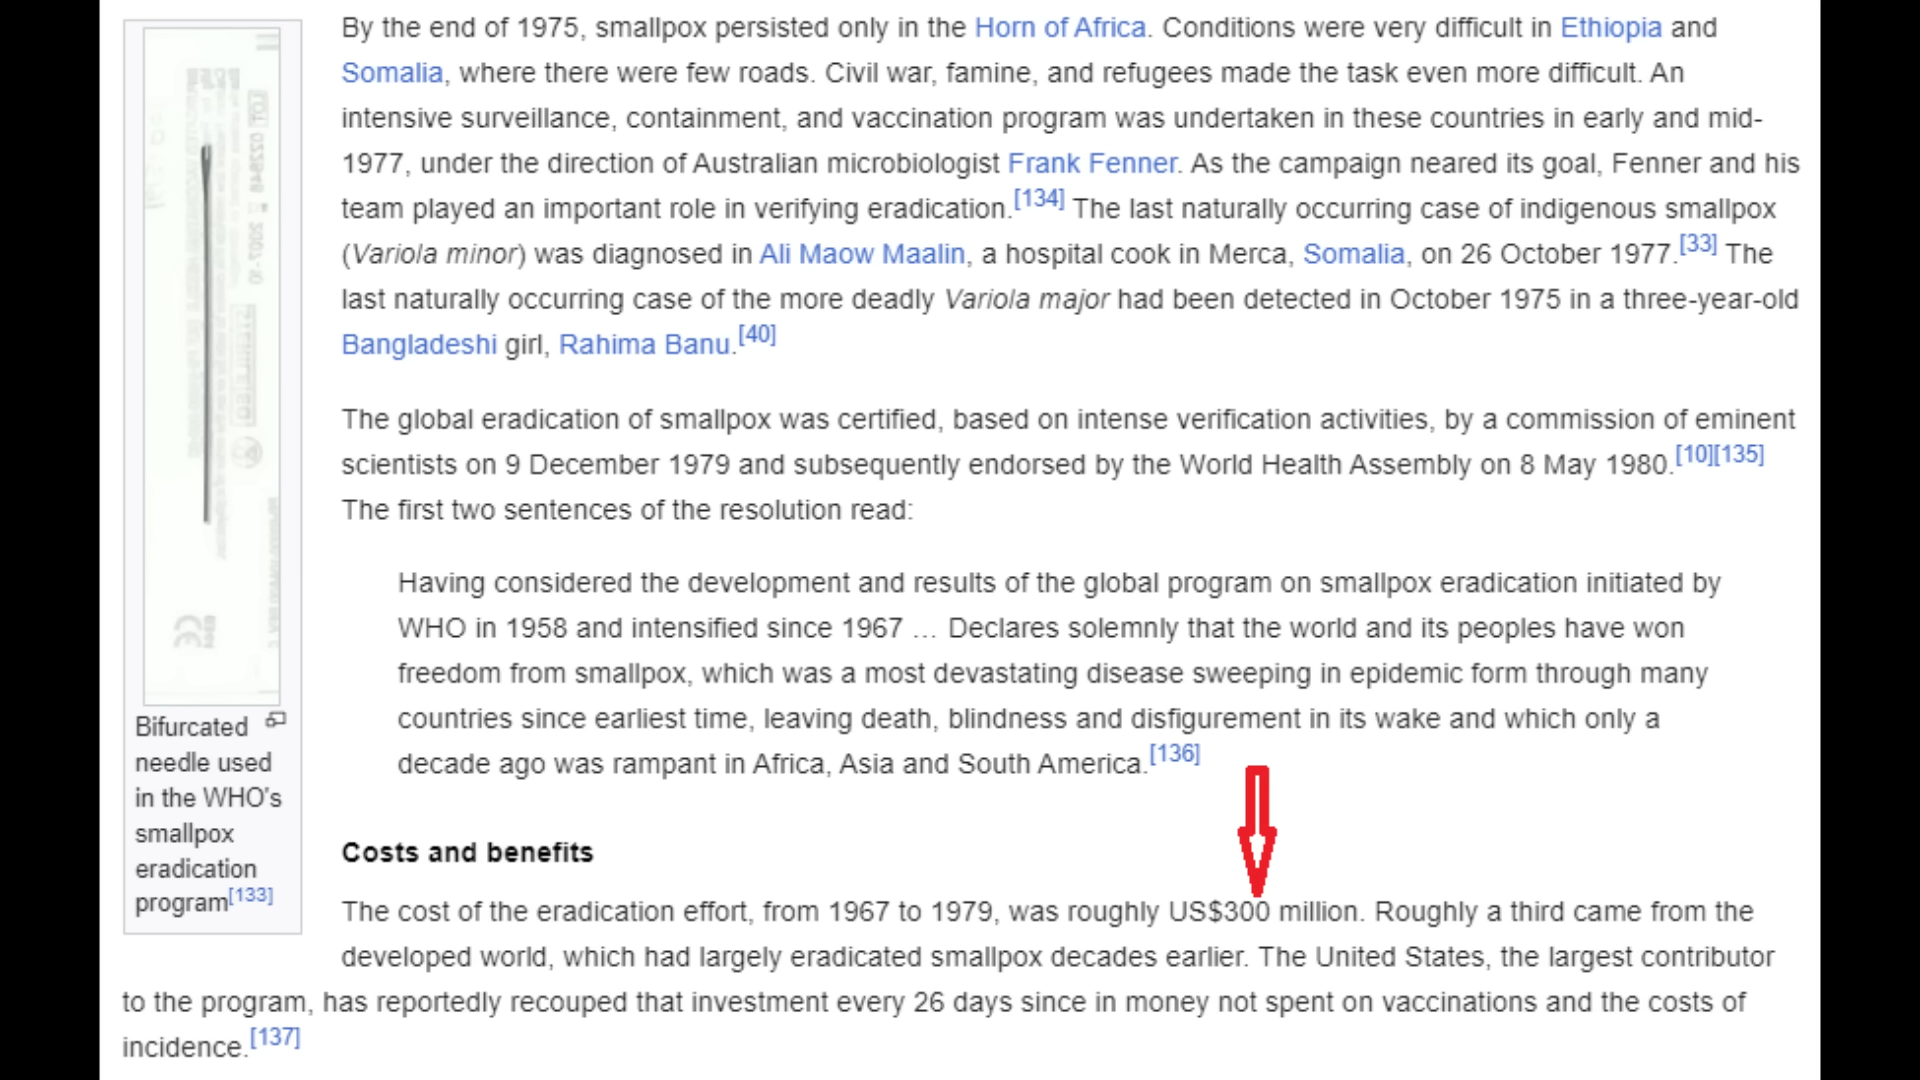 By the end of 1975, smallpox persisted only in the Horn of Africa. Conditions were very difficult in Ethiopia and
Somalia, where there were few roads. Civil war, famine, and refugees made the task even more difficult. An
intensive surveillance, containment, and vaccination program was undertaken in these countries in early and mid-
1977, under the direction of Australian microbiologist Frank Fenner. As the campaign neared its goal, Fenner and his
team played an important role in verifying eradication.[134] The last naturally occurring case of indigenous smallpox
(Variola minor) was diagnosed in Ali Maow Maalin, a hospital cook in Merca, Somalia, on 26 October 1977.[33] The
last naturally occurring case of the more deadly Variola major had been detected in October 1975 in a three-year-old
Bangladeshi girl, Rahima Banu.[40]
The global eradication of smallpox was certified, based on intense verification activities, by a commission of eminent
scientists on 9 December 1979 and subsequently endorsed by the World Health Assembly on 8 May 1980.[10][135]
The first two sentences of the resolution read:
Having considered the development and results of the global program on smallpox eradication initiated by
WHO in 1958 and intensified since 1967 ... Declares solemnly that the world and its peoples have won
freedom from smallpox, which was a most devastating disease sweeping in epidemic form through many
countries since earliest time, leaving death, blindness and disfigurement in its wake and which only a
decade ago was rampant in Africa, Asia and South America.[136]
Bifurcated
needle used
in the WHO's
smallpox
eradication
program[133]
Costs and benefits
The cost of the eradication effort, from 1967 to 1979, was roughly US$300 million. Roughly a third came from the
developed world, which had largely eradicated smallpox decades earlier. The United States, the largest contributor
to the program, has reportedly recouped that investment every 26 days since in money not spent on vaccinations and the costs of
incidence.[137]